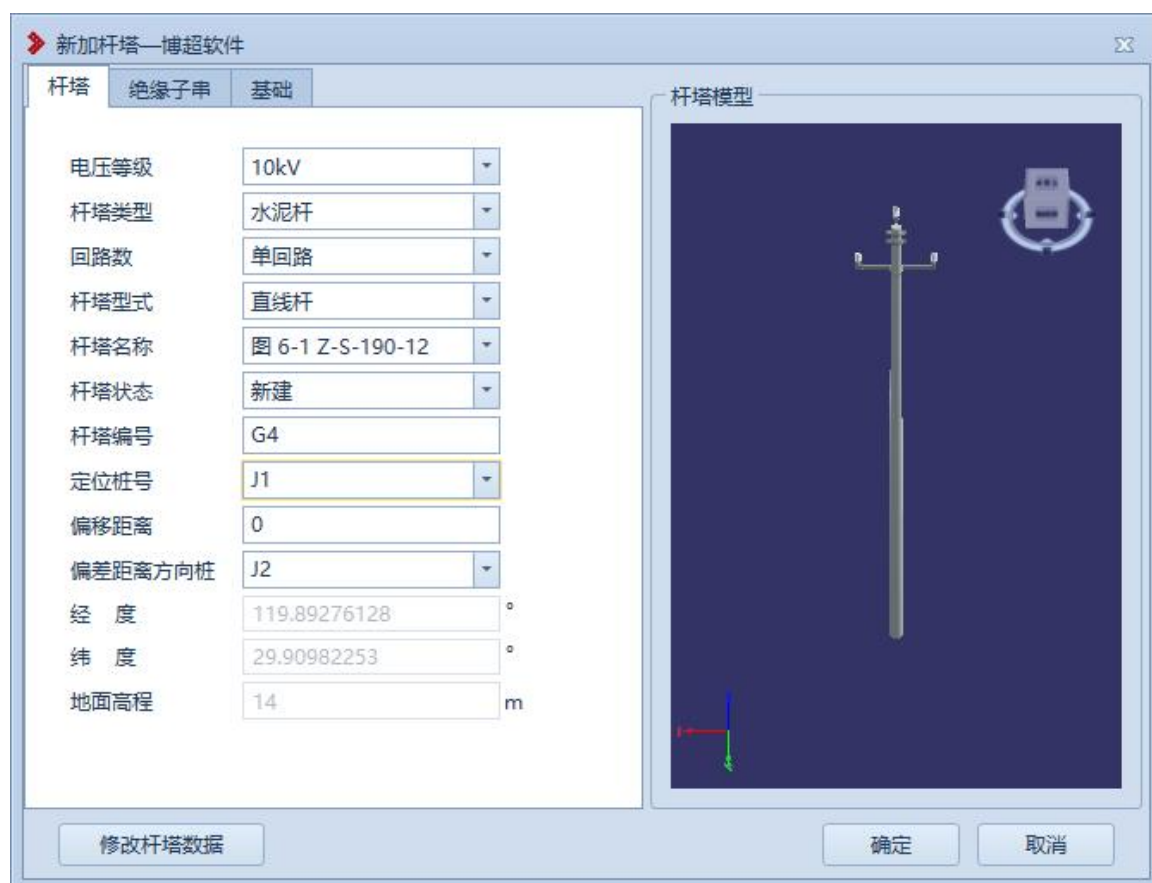 新加杆塔—博超软件
杆塔 绝缘子串 基础
杆塔模型
电压等级 10kV
杆塔类型 水泥杆
回路数 单回路
杆塔型式 直线杆
杆塔名称 图 6-1 Z-S-190-12
杆塔状态 新建
杆塔编号 G4
定位桩号 J1
偏移距离 0
偏差距离方向桩 J2
经 度 119.89276128 °
纬 度 29.90982253 °
地面高程 14 m
修改杆塔数据 确定 取消